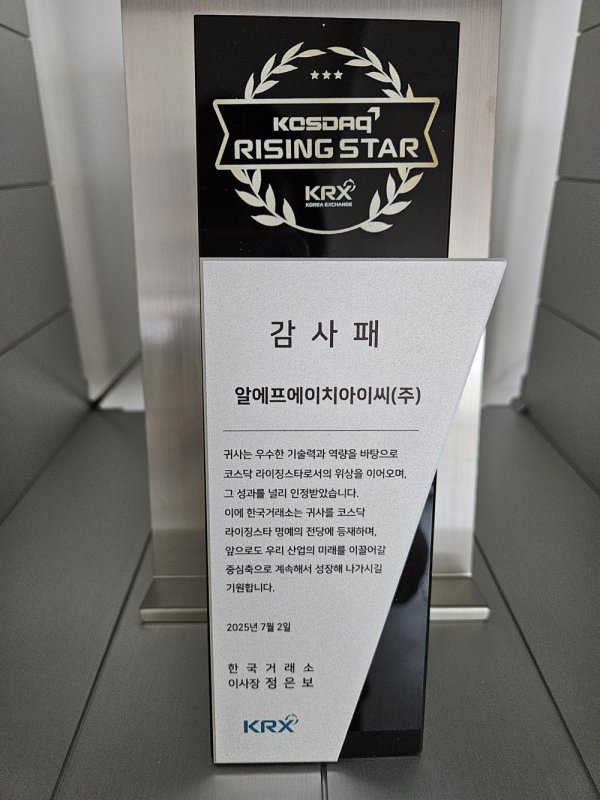 KOSDAQ
RISING STAR
KRX
KOREA EXCHANGE
감 사 패
알에프에이치아이씨(주)
귀사는 우수한 기술력과 역량을 바탕으로
코스닥 라이징스타로서의 위상을 이어오며,
그 성과를 널리 인정받았습니다.
이에 한국거래소는 귀사를 코스닥
라이징스타 명예의 전당에 등재하며,
앞으로도 우리 산업의 미래를 이끌어갈
중심축으로 계속해서 성장해 나가시길
기원합니다.
2025년 7월 2일
한 국 거 래 소
이사장 정 은 보
KRX